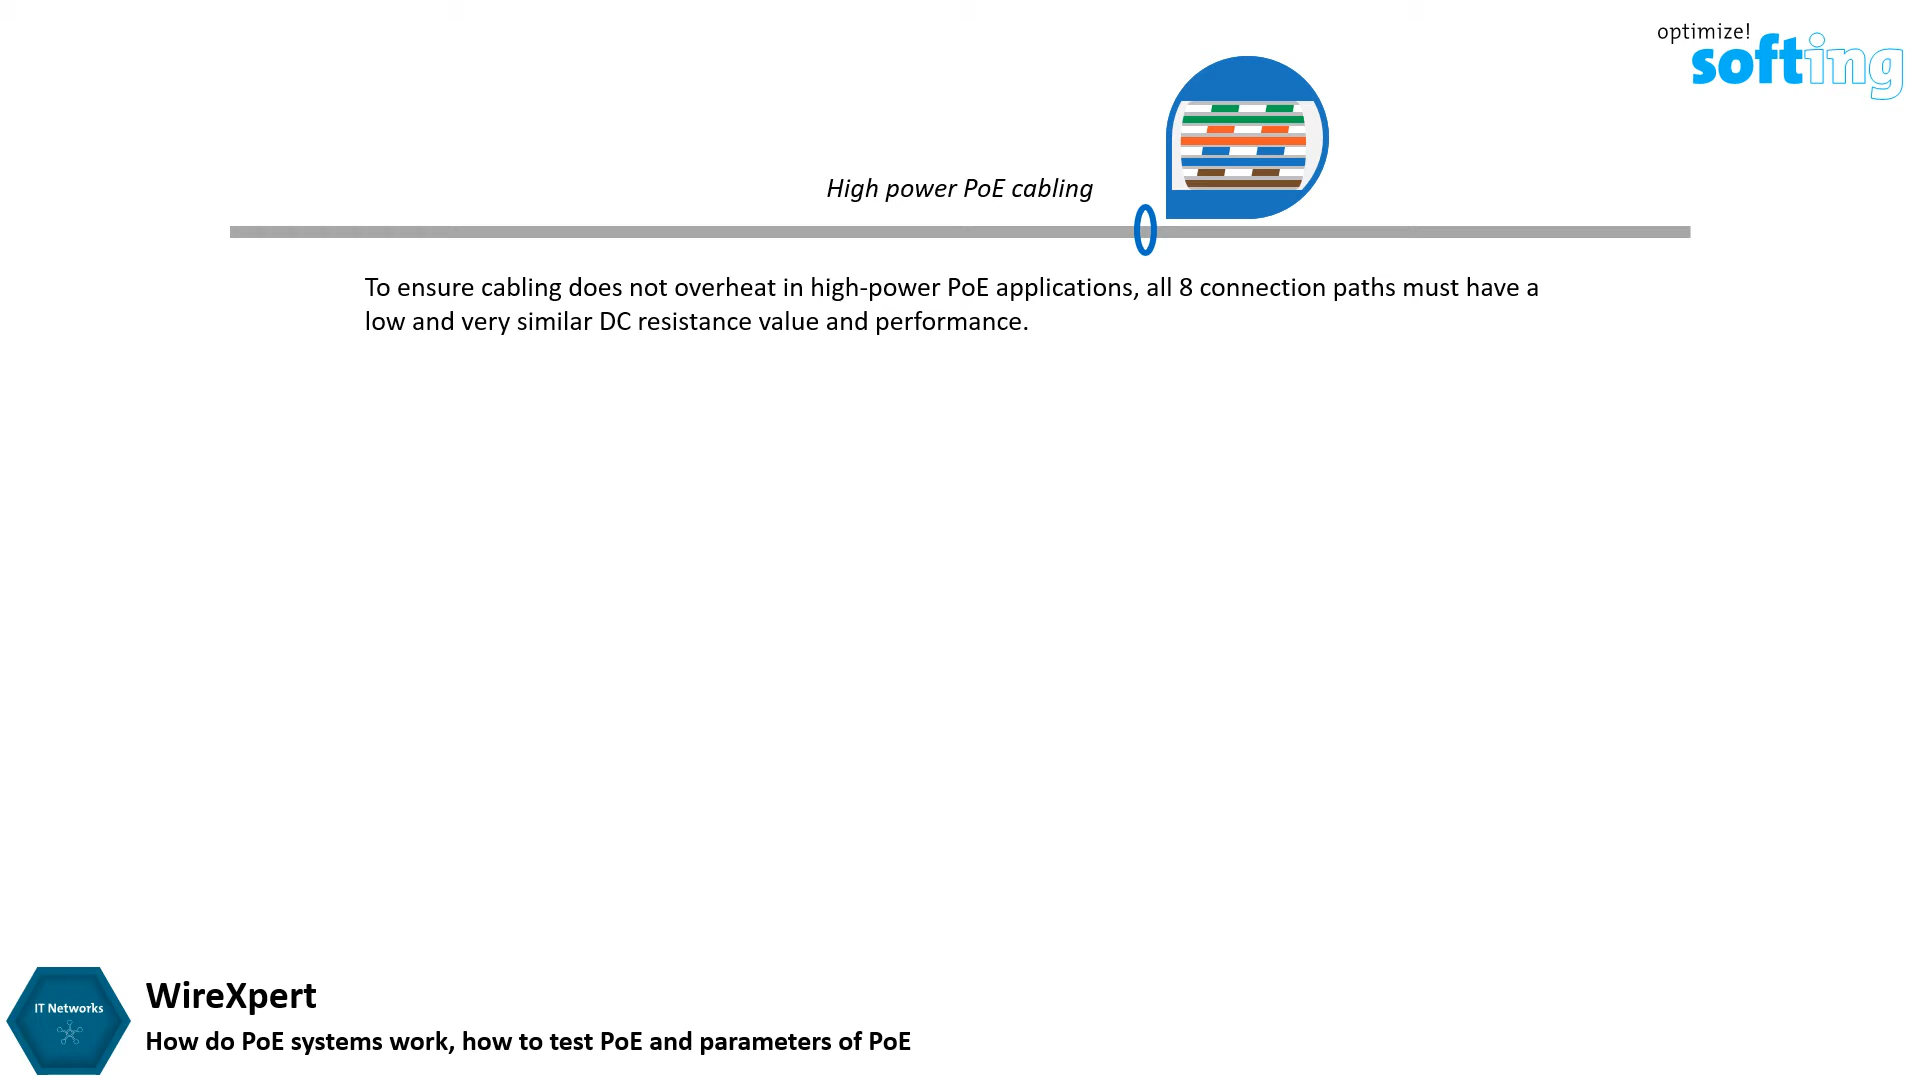 optimize!
softing
High power PoE cabling
To ensure cabling does not overheat in high-power PoE applications, all 8 connection paths must have a
low and very similar DC resistance value and performance.
IT Networks
WireXpert
How do PoE systems work, how to test PoE and parameters of PoE